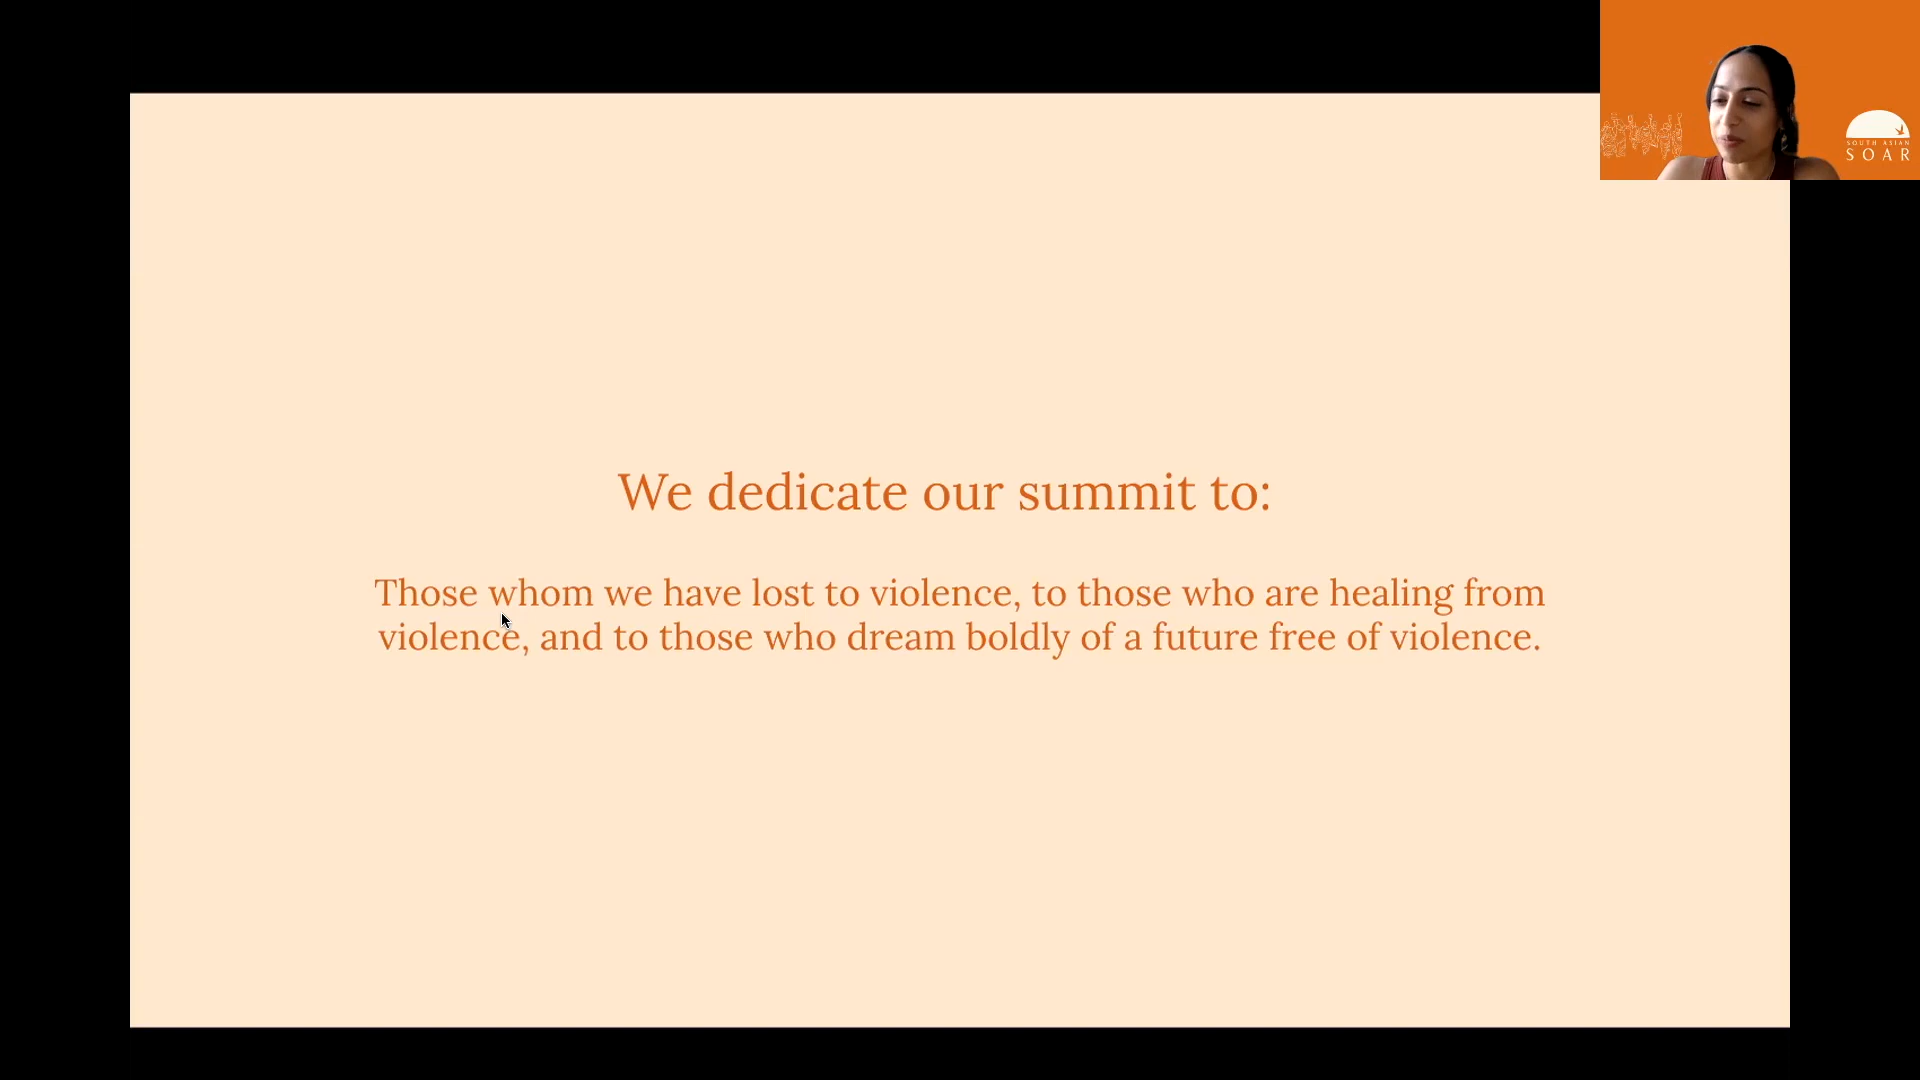 SOUTH ASIAN
SOAR
We dedicate our summit to:
Those whom we have lost to violence, to those who are healing from
violence, and to those who dream boldly of a future free of violence.